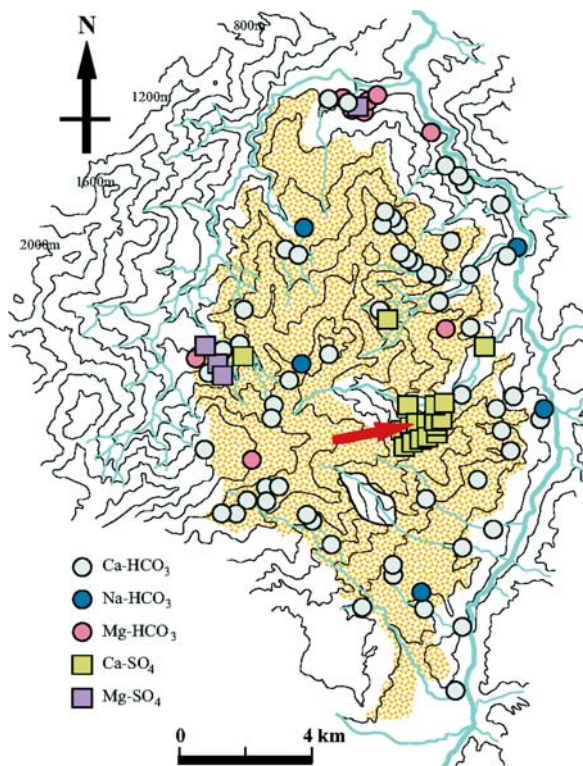 N
800m
1200m
1600m
2000m
Ca-HCO₃
Na-HCO₃
Mg-HCO₃
Ca-SO₄
Mg-SO₄
0 4 km